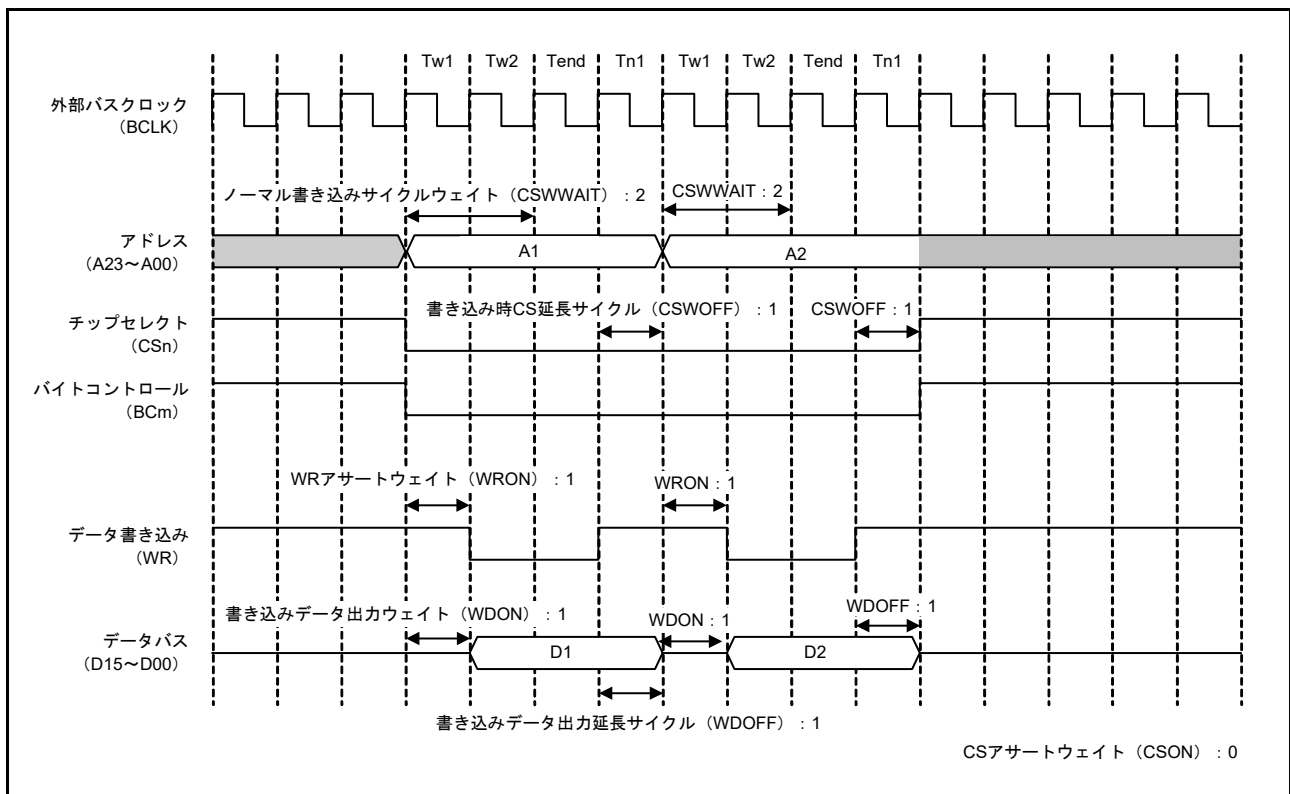 Tw1 Tw2 Tend Tn1 Tw1 Tw2 Tend Tn1
外部バスクロック
（BCLK）
ノーマル書き込みサイクルウェイト（CSWWAIT）：2
CSWWAIT：2
アドレス
（A23～A00）
A1
A2
書き込み時CS延長サイクル（CSWOFF）：1
CSWOFF：1
チップセレクト
（CSn）
バイトコントロール
（BCm）
WRアサートウェイト（WRON）：1
WRON：1
データ書き込み
（WR）
書き込みデータ出力ウェイト（WDON）：1
WDON：1
WDOFF：1
データバス
（D15～D00）
D1
D2
書き込みデータ出力延長サイクル（WDOFF）：1
CSアサートウェイト（CSON）：0